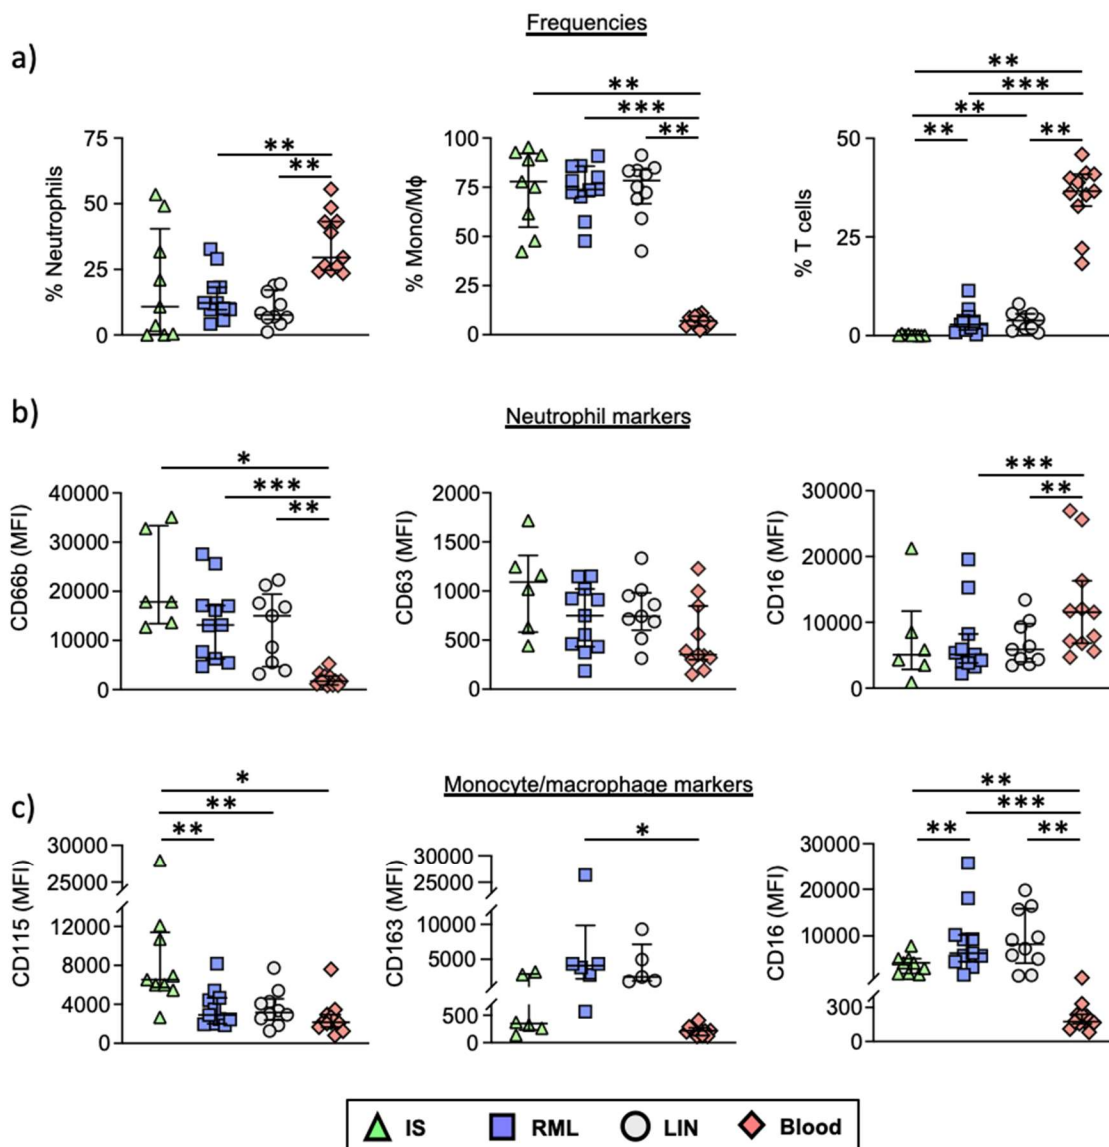 Frequencies
a)
** ** 
% Neutrophils
75
50
25
0
** *** **
% Mono/Mφ
100
75
50
25
0
** *** ** ** **
% T cells
50
25
0
b)
Neutrophil markers
* *** **
CD66b (MFI)
40000
30000
20000
10000
0
CD63 (MFI)
2000
1500
1000
500
0
*** **
CD16 (MFI)
30000
20000
10000
0
c)
Monocyte/macrophage markers
* ** **
CD115 (MFI)
30000
25000
12000
8000
4000
0
*
CD163 (MFI)
30000
25000
10000
5000
500
0
** *** ** **
CD16 (MFI)
30000
20000
10000
300
0
IS RML LIN Blood